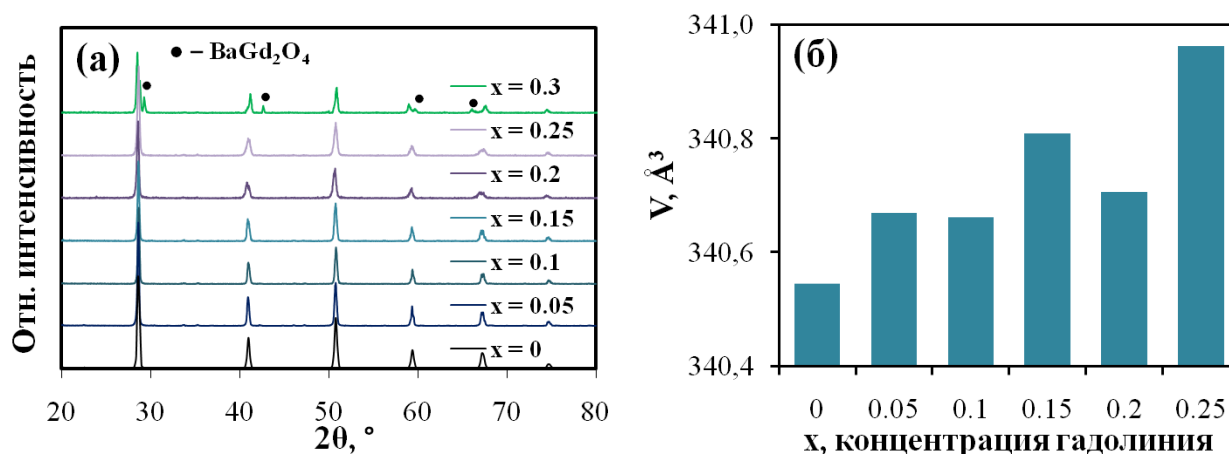 (а)
● – BaGd₂O₄
x = 0.3
x = 0.25
x = 0.2
x = 0.15
x = 0.1
x = 0.05
x = 0
Отн. интенсивность
20 30 40 50 60 70 80
2θ, °
(б)
341,0
340,8
340,6
340,4
V, Å³
0 0.05 0.1 0.15 0.2 0.25
x, концентрация гадолиния